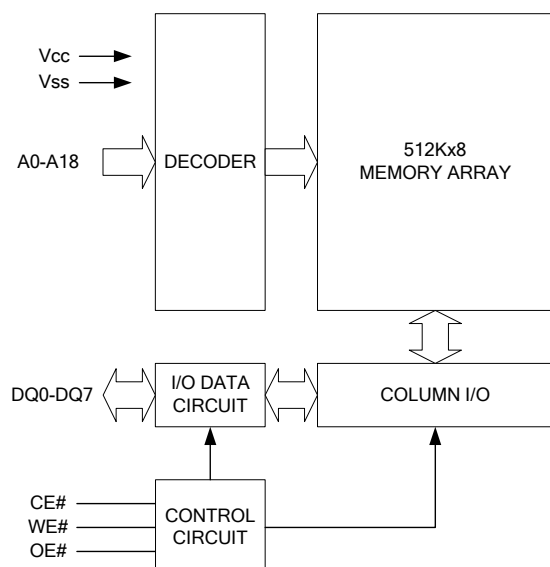 Vcc
Vss
A0-A18
DECODER
512Kx8
MEMORY ARRAY
DQ0-DQ7
I/O DATA
CIRCUIT
COLUMN I/O
CE#
WE#
OE#
CONTROL
CIRCUIT